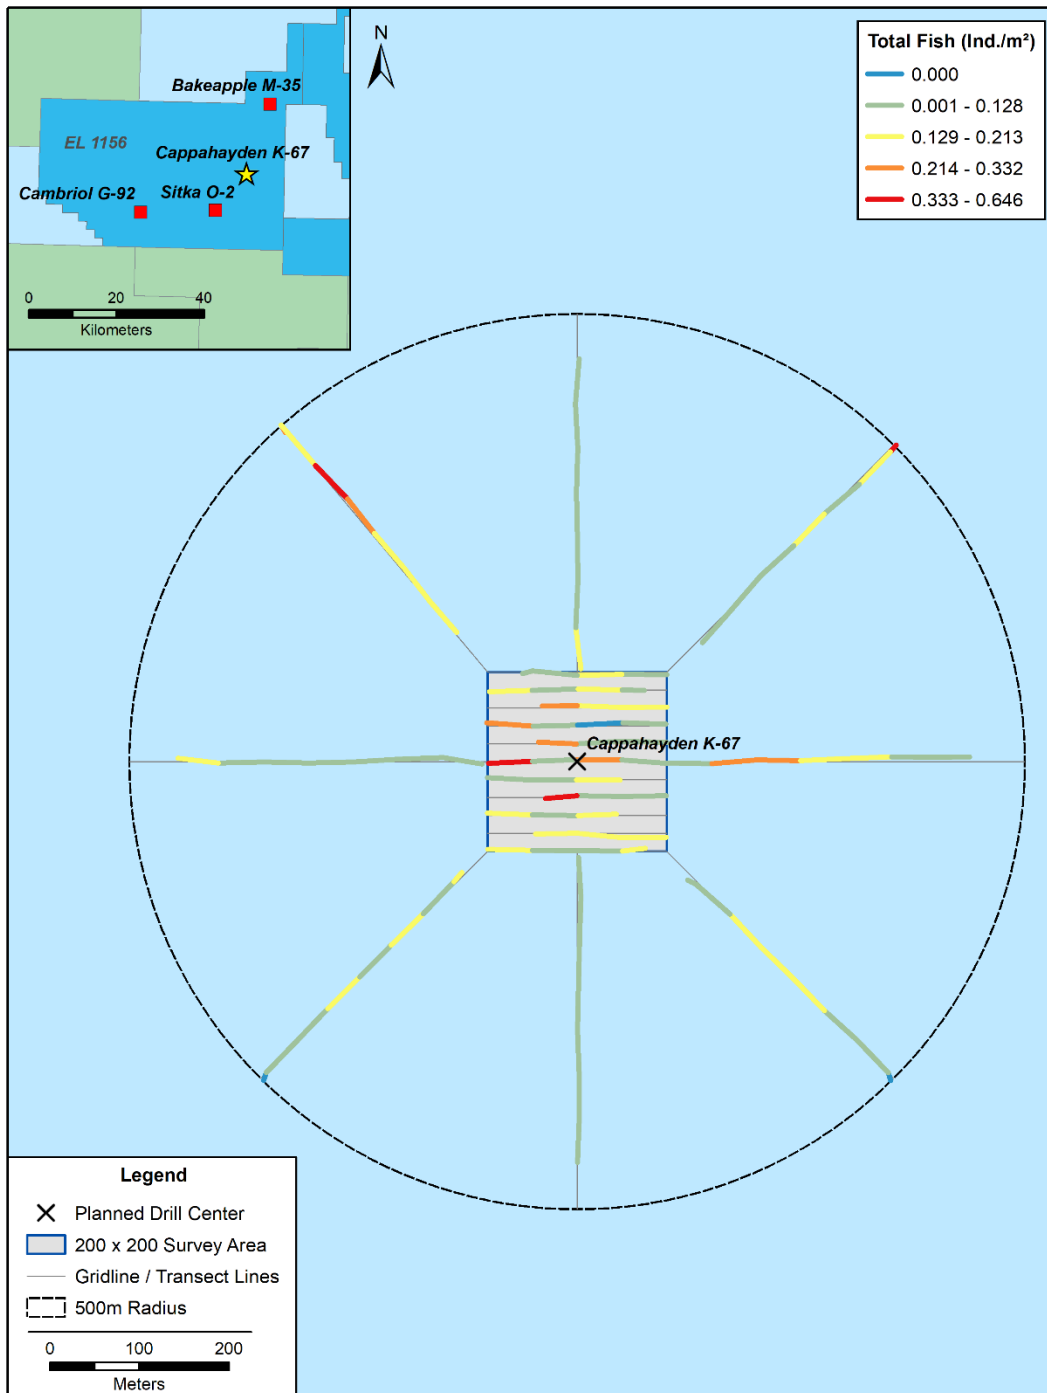 Bakeapple M-35
EL 1156
Cappahayden K-67
Cambriol G-92
Sitka O-2
0 20 40
Kilometers
N
Total Fish (Ind./m²)
0.000
0.001 - 0.128
0.129 - 0.213
0.214 - 0.332
0.333 - 0.646
Cappahayden K-67
Legend
Planned Drill Center
200 x 200 Survey Area
Gridline / Transect Lines
500m Radius
0 100 200
Meters